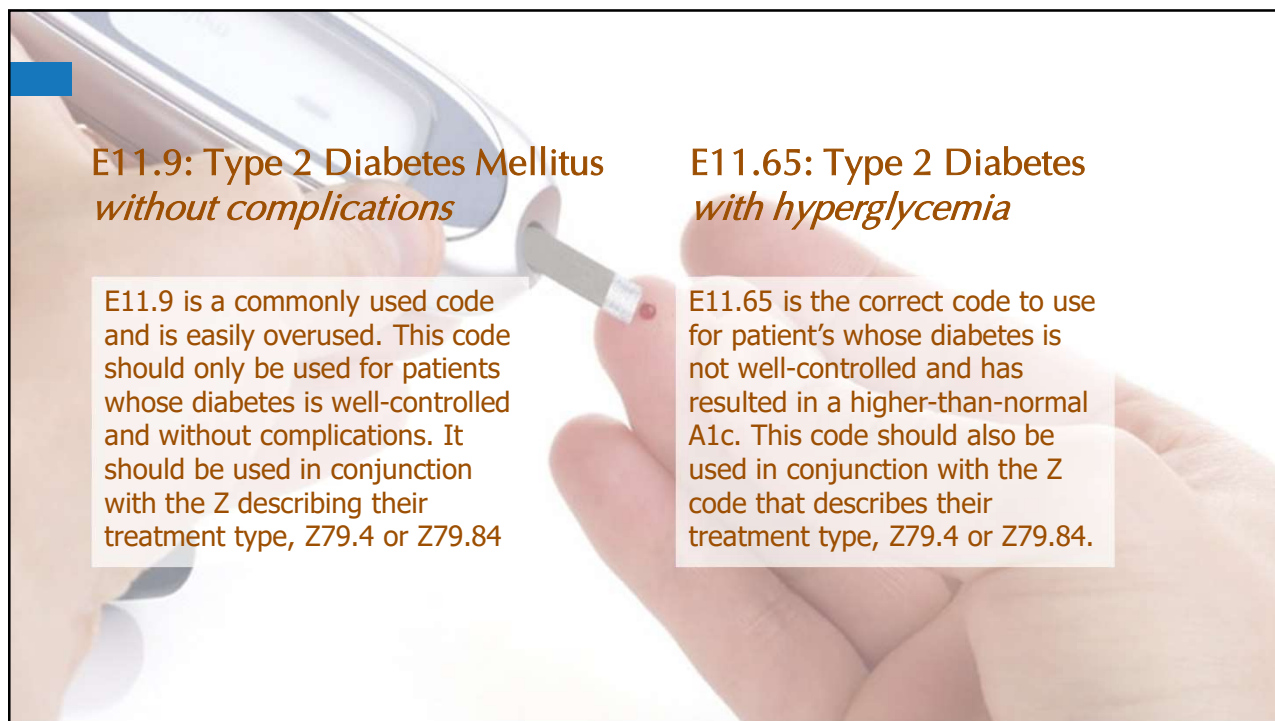 E11.9: Type 2 Diabetes Mellitus
without complications
E11.9 is a commonly used code
and is easily overused. This code
should only be used for patients
whose diabetes is well-controlled
and without complications. It
should be used in conjunction
with the Z describing their
treatment type, Z79.4 or Z79.84
E11.65: Type 2 Diabetes
with hyperglycemia
E11.65 is the correct code to use
for patient’s whose diabetes is
not well-controlled and has
resulted in a higher-than-normal
A1c. This code should also be
used in conjunction with the Z
code that describes their
treatment type, Z79.4 or Z79.84.